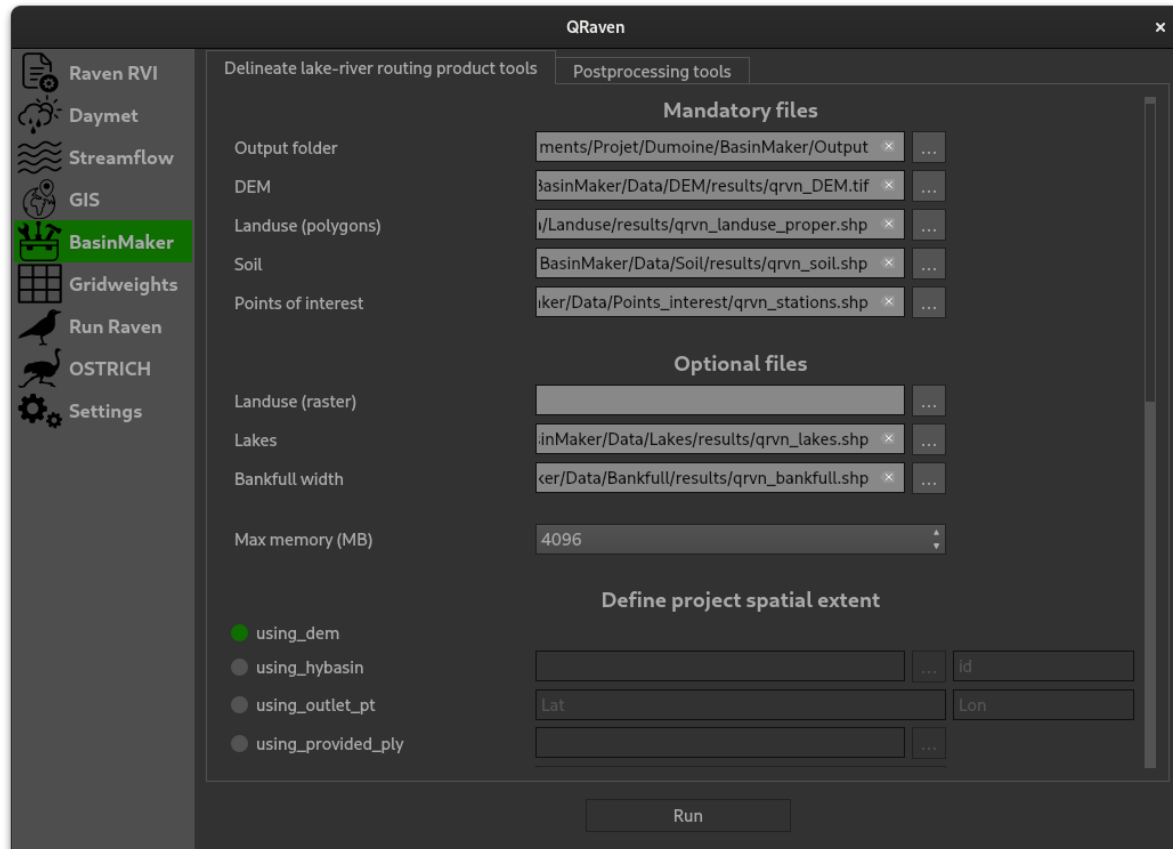 QRaven
Raven RVI
Daymet
Streamflow
GIS
BasinMaker
Gridweights
Run Raven
OSTRICH
Settings
Delineate lake-river routing product tools
Postprocessing tools
Mandatory files
Output folder ments/Projet/Dumoine/BasinMaker/Output ...
DEM BasinMaker/Data/DEM/results/qrvn_DEM.tif ...
Landuse (polygons) /Landuse/results/qrvn_landuse_proper.shp ...
Soil BasinMaker/Data/Soil/results/qrvn_soil.shp ...
Points of interest ker/Data/Points_interest/qrvn_stations.shp ...
Optional files
Landuse (raster) ...
Lakes inMaker/Data/Lakes/results/qrvn_lakes.shp ...
Bankfull width er/Data/Bankfull/results/qrvn_bankfull.shp ...
Max memory (MB) 4096
Define project spatial extent
using_dem
using_hybasin ... id
using_outlet_pt Lat Lon
using_provided_ply ...
Run